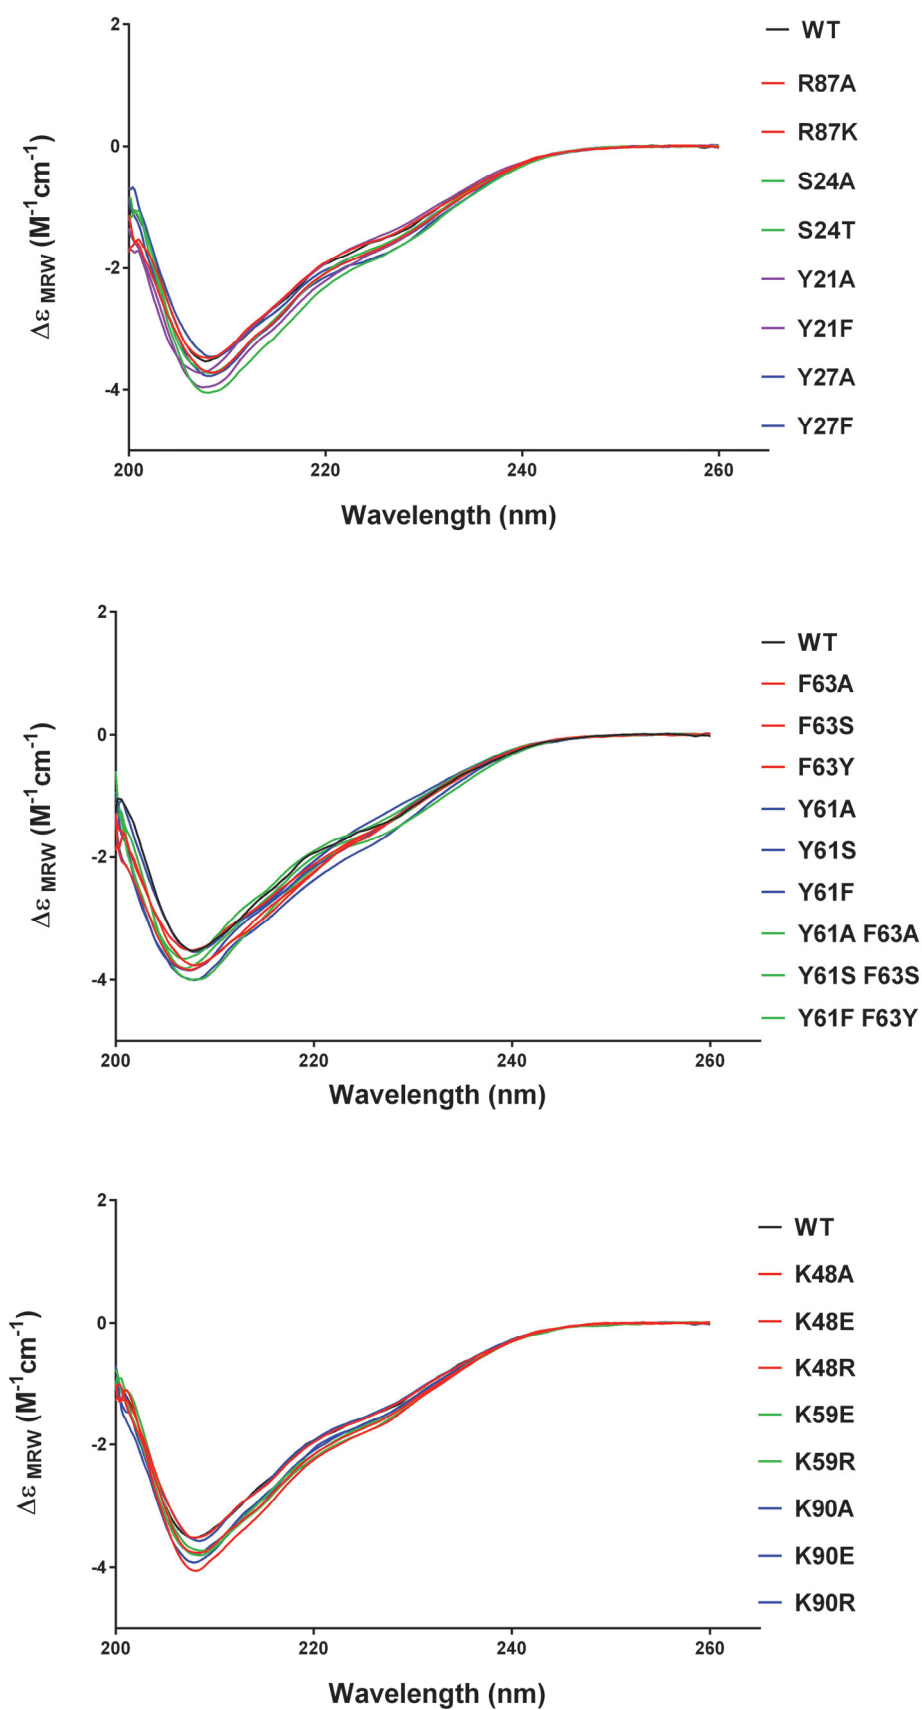 2
WT
R87A
0
R87K
S24A
S24T
-2
Y21A
Y21F
-4
Y27A
Y27F
200 220 240 260
Δε MRW (M-1cm-1)
Wavelength (nm)
2
WT
F63A
0
F63S
F63Y
Y61A
-2
Y61S
Y61F
Y61A F63A
-4
Y61S F63S
Y61F F63Y
200 220 240 260
Δε MRW (M-1cm-1)
Wavelength (nm)
2
WT
K48A
0
K48E
K48R
K59E
-2
K59R
K90A
-4
K90E
K90R
200 220 240 260
Δε MRW (M-1cm-1)
Wavelength (nm)